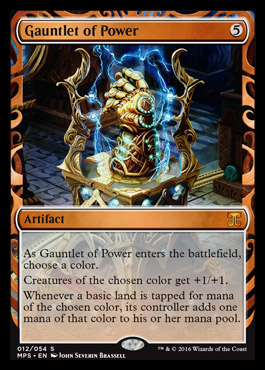 Gauntlet of Power 5
Artifact
As Gauntlet of Power enters the battlefield,
choose a color.
Creatures of the chosen color get +1/+1.
Whenever a basic land is tapped for mana
of the chosen color, its controller adds one
mana of that color to his or her mana pool.
012/054 S
MPS • EN John Severin Brassell
™ & © 2016 Wizards of the Coast